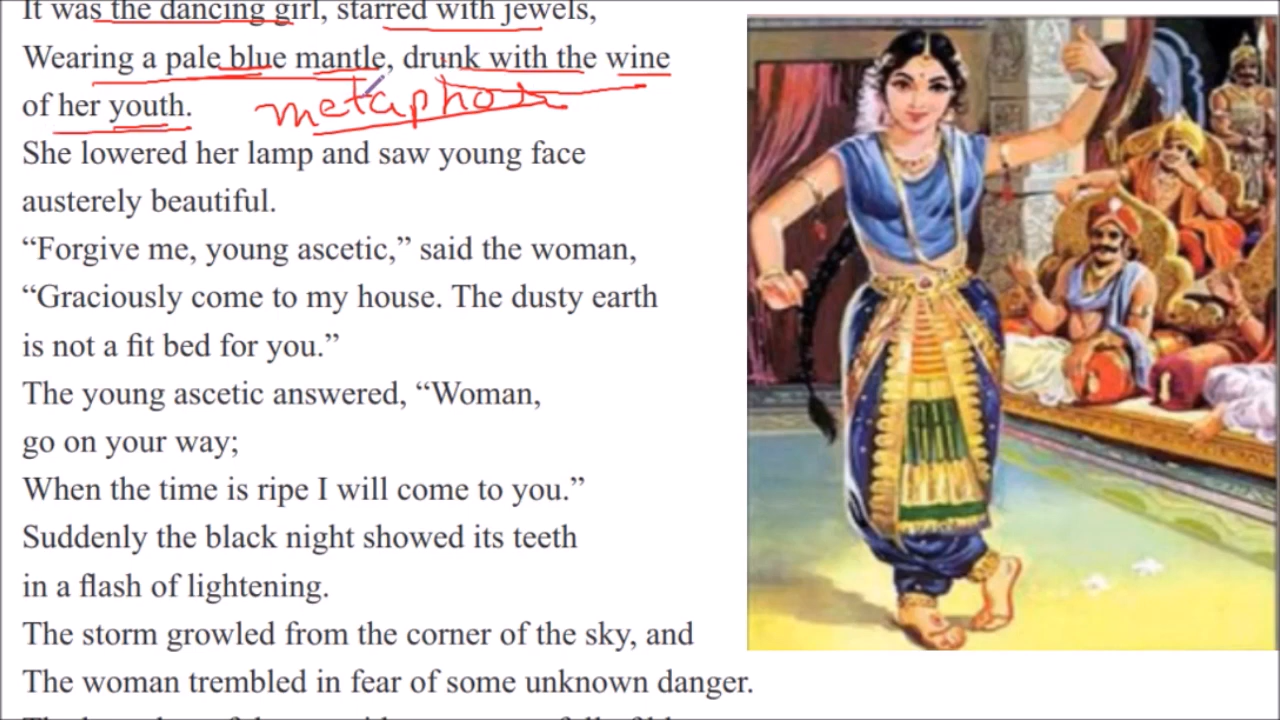 It was the dancing girl, starred with jewels,
Wearing a pale blue mantle, drunk with the wine
of her youth.
metaphor
She lowered her lamp and saw young face
austerely beautiful.
“Forgive me, young ascetic,” said the woman,
“Graciously come to my house. The dusty earth
is not a fit bed for you.”
The young ascetic answered, “Woman,
go on your way;
When the time is ripe I will come to you.”
Suddenly the black night showed its teeth
in a flash of lightening.
The storm growled from the corner of the sky, and
The woman trembled in fear of some unknown danger.